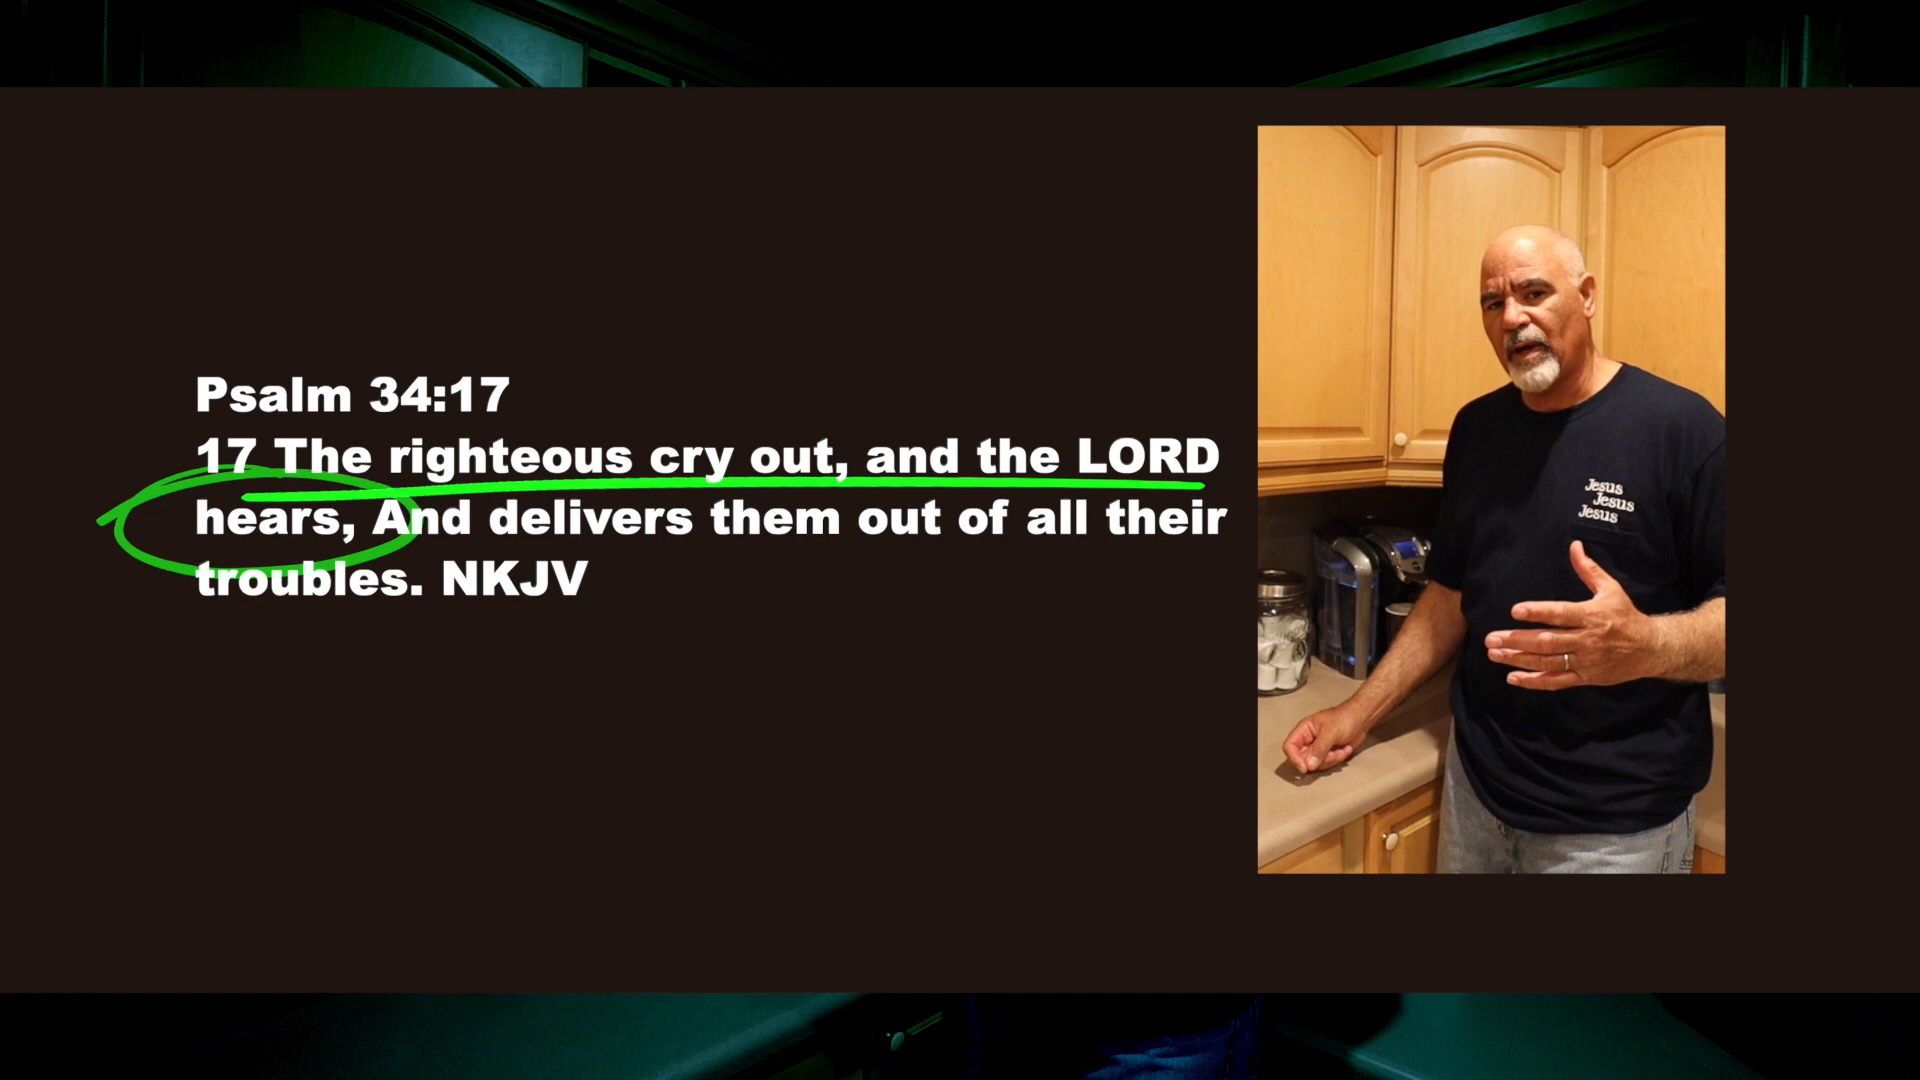 Psalm 34:17
17 The righteous cry out, and the LORD
hears, And delivers them out of all their
troubles. NKJV
Jesus
Jesus
Jesus